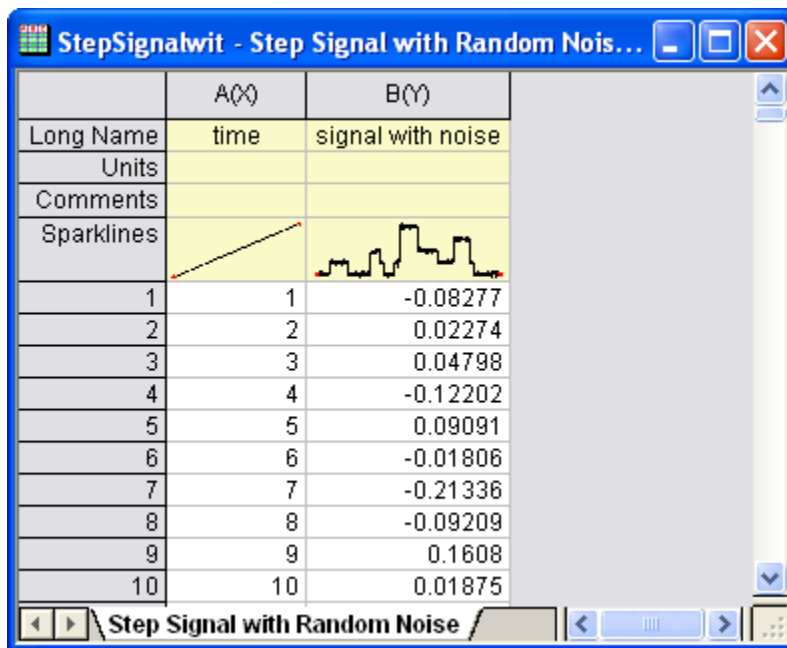 StepSignalwit - Step Signal with Random Nois...
A(X) B(Y)
Long Name time signal with noise
Units
Comments
Sparklines
1 1 -0.08277
2 2 0.02274
3 3 0.04798
4 4 -0.12202
5 5 0.09091
6 6 -0.01806
7 7 -0.21336
8 8 -0.09209
9 9 0.1608
10 10 0.01875
Step Signal with Random Noise